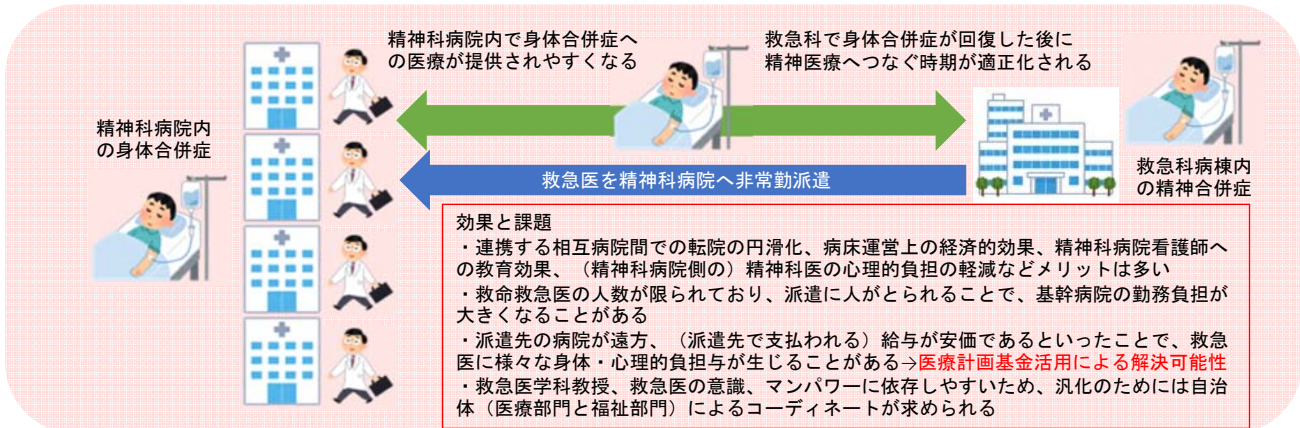 精神科病院内で身体合併症へ
の医療が提供されやすくなる
救急科で身体合併症が回復した後に
精神医療へつなぐ時期が適正化される
精神科病院内
の身体合併症
救急医を精神科病院へ非常勤派遣
救急科病棟内
の精神合併症
効果と課題
・連携する相互病院間での転院の円滑化、病床運営上の経済的効果、精神科病院看護師へ
の教育効果、（精神科病院側の）精神科医の心理的負担の軽減などメリットは多い
・救命救急医の人数が限られており、派遣に人がとられることで、基幹病院の勤務負担が
大きくなることがある
・派遣先の病院が遠方、（派遣先で支払われる）給与が安価であるといったことで、救急
医に様々な身体・心理的負担与が生じることがある→医療計画基金活用による解決可能性
・救急医学科教授、救急医の意識、マンパワーに依存しやすいため、汎化のためには自治
体（医療部門と福祉部門）によるコーディネートが求められる